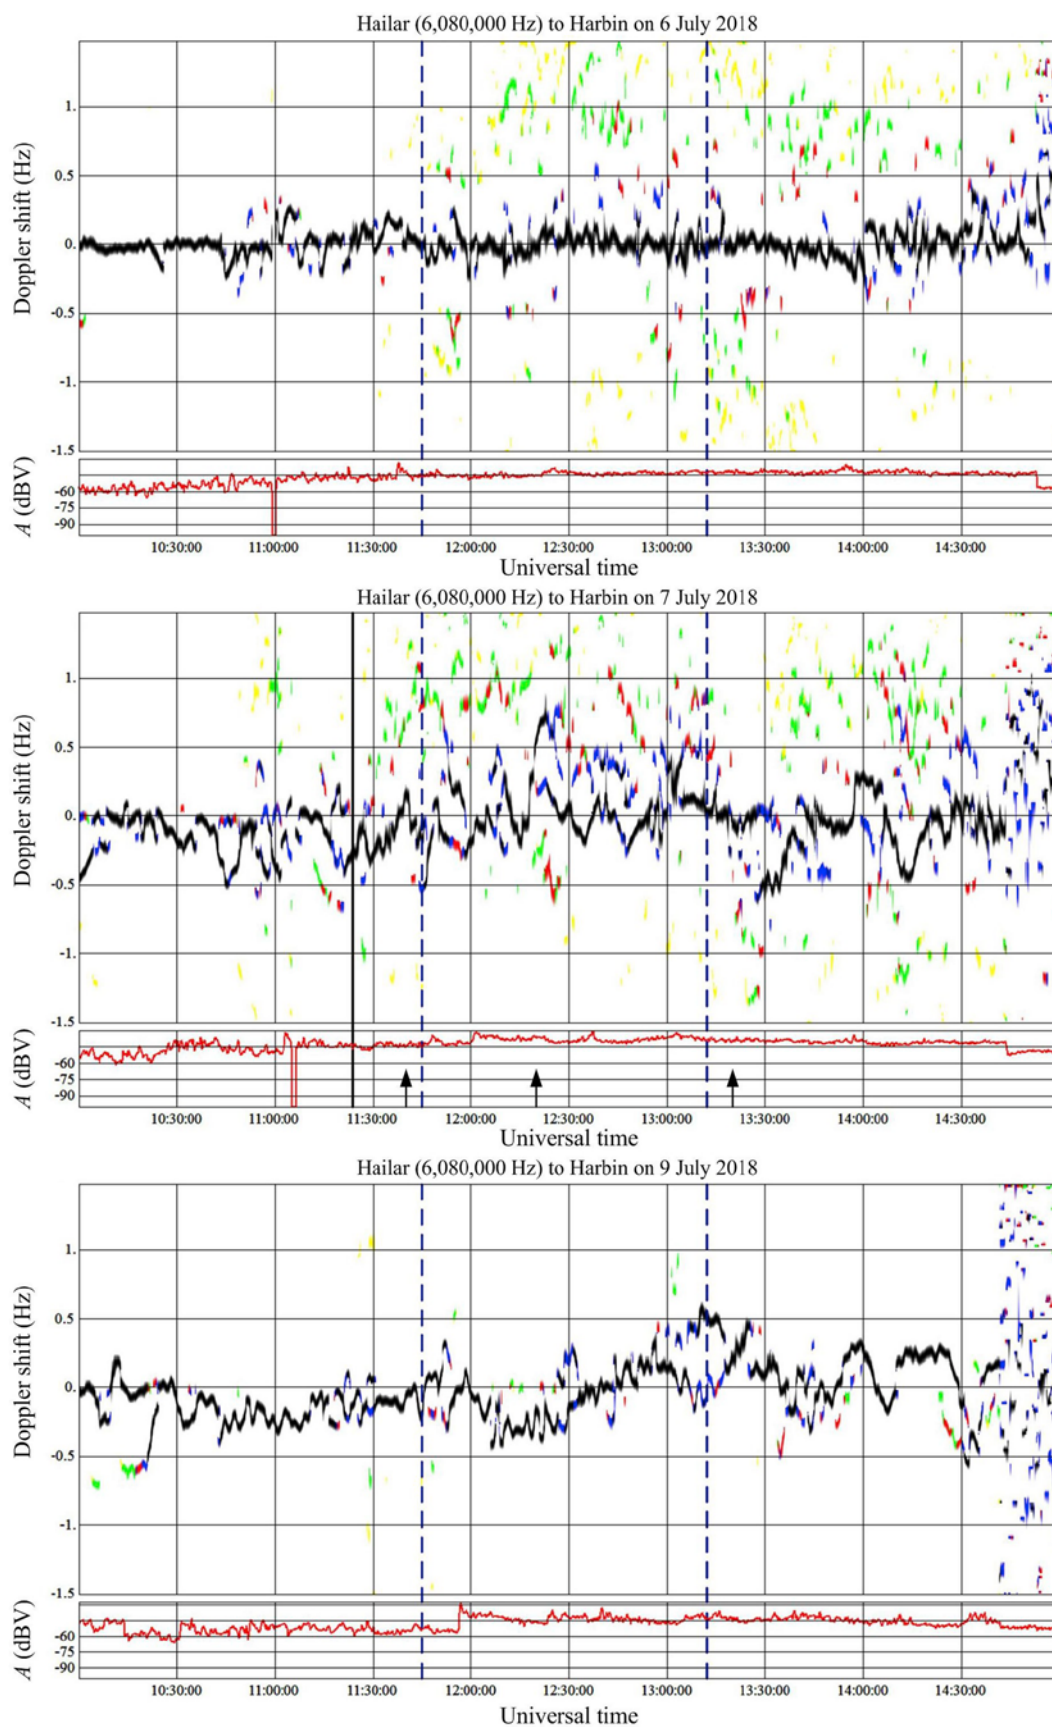 Hailar (6,080,000 Hz) to Harbin on 6 July 2018
Doppler shift (Hz)
1.
0.5
0.
-0.5
-1.
-1.5
A (dBV)
-60
-75
-90
10:30:00 11:00:00 11:30:00 12:00:00 12:30:00 13:00:00 13:30:00 14:00:00 14:30:00
Universal time
Hailar (6,080,000 Hz) to Harbin on 7 July 2018
Doppler shift (Hz)
1.
0.5
0.
-0.5
-1.
-1.5
A (dBV)
-60
-75
-90
10:30:00 11:00:00 11:30:00 12:00:00 12:30:00 13:00:00 13:30:00 14:00:00 14:30:00
Universal time
Hailar (6,080,000 Hz) to Harbin on 9 July 2018
Doppler shift (Hz)
1.
0.5
0.
-0.5
-1.
-1.5
A (dBV)
-60
-75
-90
10:30:00 11:00:00 11:30:00 12:00:00 12:30:00 13:00:00 13:30:00 14:00:00 14:30:00
Universal time